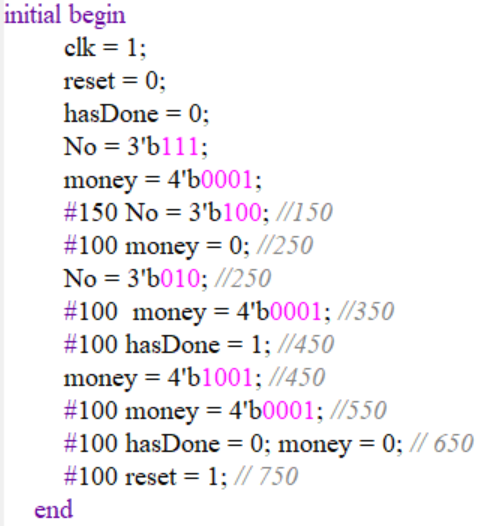 initial begin
clk = 1;
reset = 0;
hasDone = 0;
No = 3'b111;
money = 4'b0001;
#150 No = 3'b100; //150
#100 money = 0; //250
No = 3'b010; //250
#100  money = 4'b0001; //350
#100 hasDone = 1; //450
money = 4'b1001; //450
#100 money = 4'b0001; //550
#100 hasDone = 0; money = 0; // 650
#100 reset = 1; // 750
end